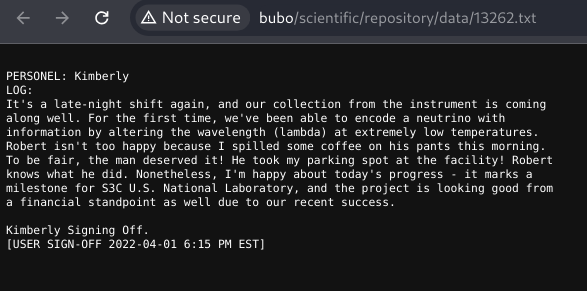 Not secure bubo/scientific/repository/data/13262.txt
PERSONEL: Kimberly
LOG:
It's a late-night shift again, and our collection from the instrument is coming
along well. For the first time, we've been able to encode a neutrino with
information by altering the wavelength (lambda) at extremely low temperatures.
Robert isn't too happy because I spilled some coffee on his pants this morning.
To be fair, the man deserved it! He took my parking spot at the facility! Robert
knows what he did. Nonetheless, I'm happy about today's progress - it marks a
milestone for S3C U.S. National Laboratory, and the project is looking good from
a financial standpoint as well due to our recent success.
Kimberly Signing Off.
[USER SIGN-OFF 2022-04-01 6:15 PM EST]